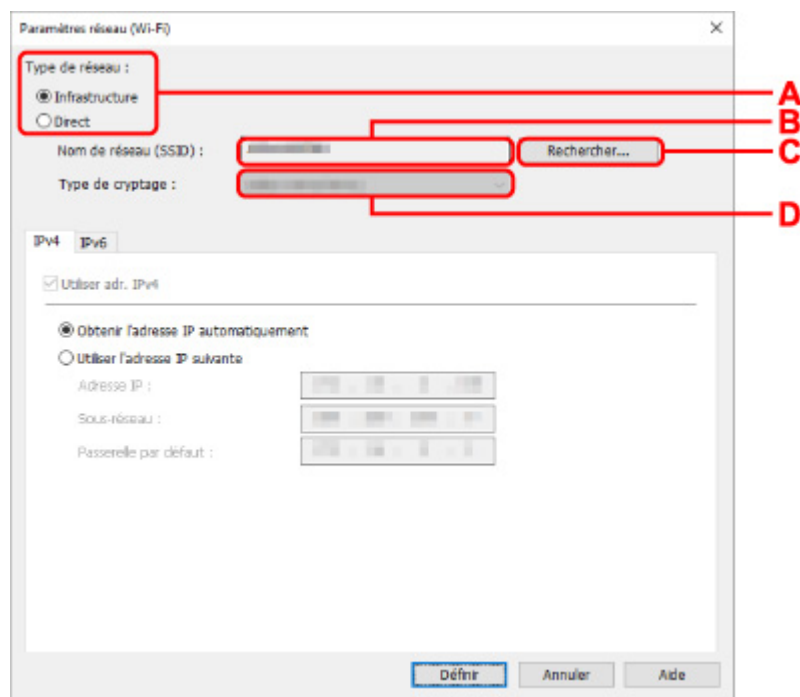 Paramètres réseau (Wi-Fi)
Type de réseau :
Infrastructure
A
Direct
B
Nom de réseau (SSID) :
Rechercher...
C
Type de cryptage :
D
IPv4 IPv6
Utiliser adr. IPv4
Obtenir l'adresse IP automatiquement
Utiliser l'adresse IP suivante
Adresse IP :
Sous-réseau :
Passerelle par défaut :
Définir Annuler Aide